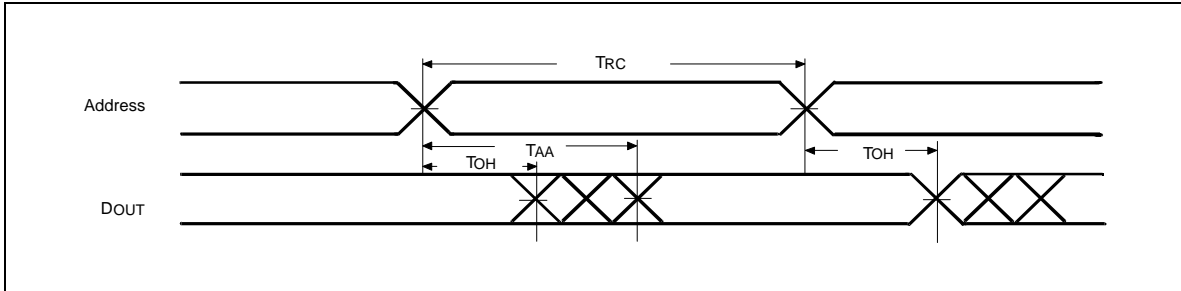 TRC
Address
TAA
TOH
TOH
DOUT